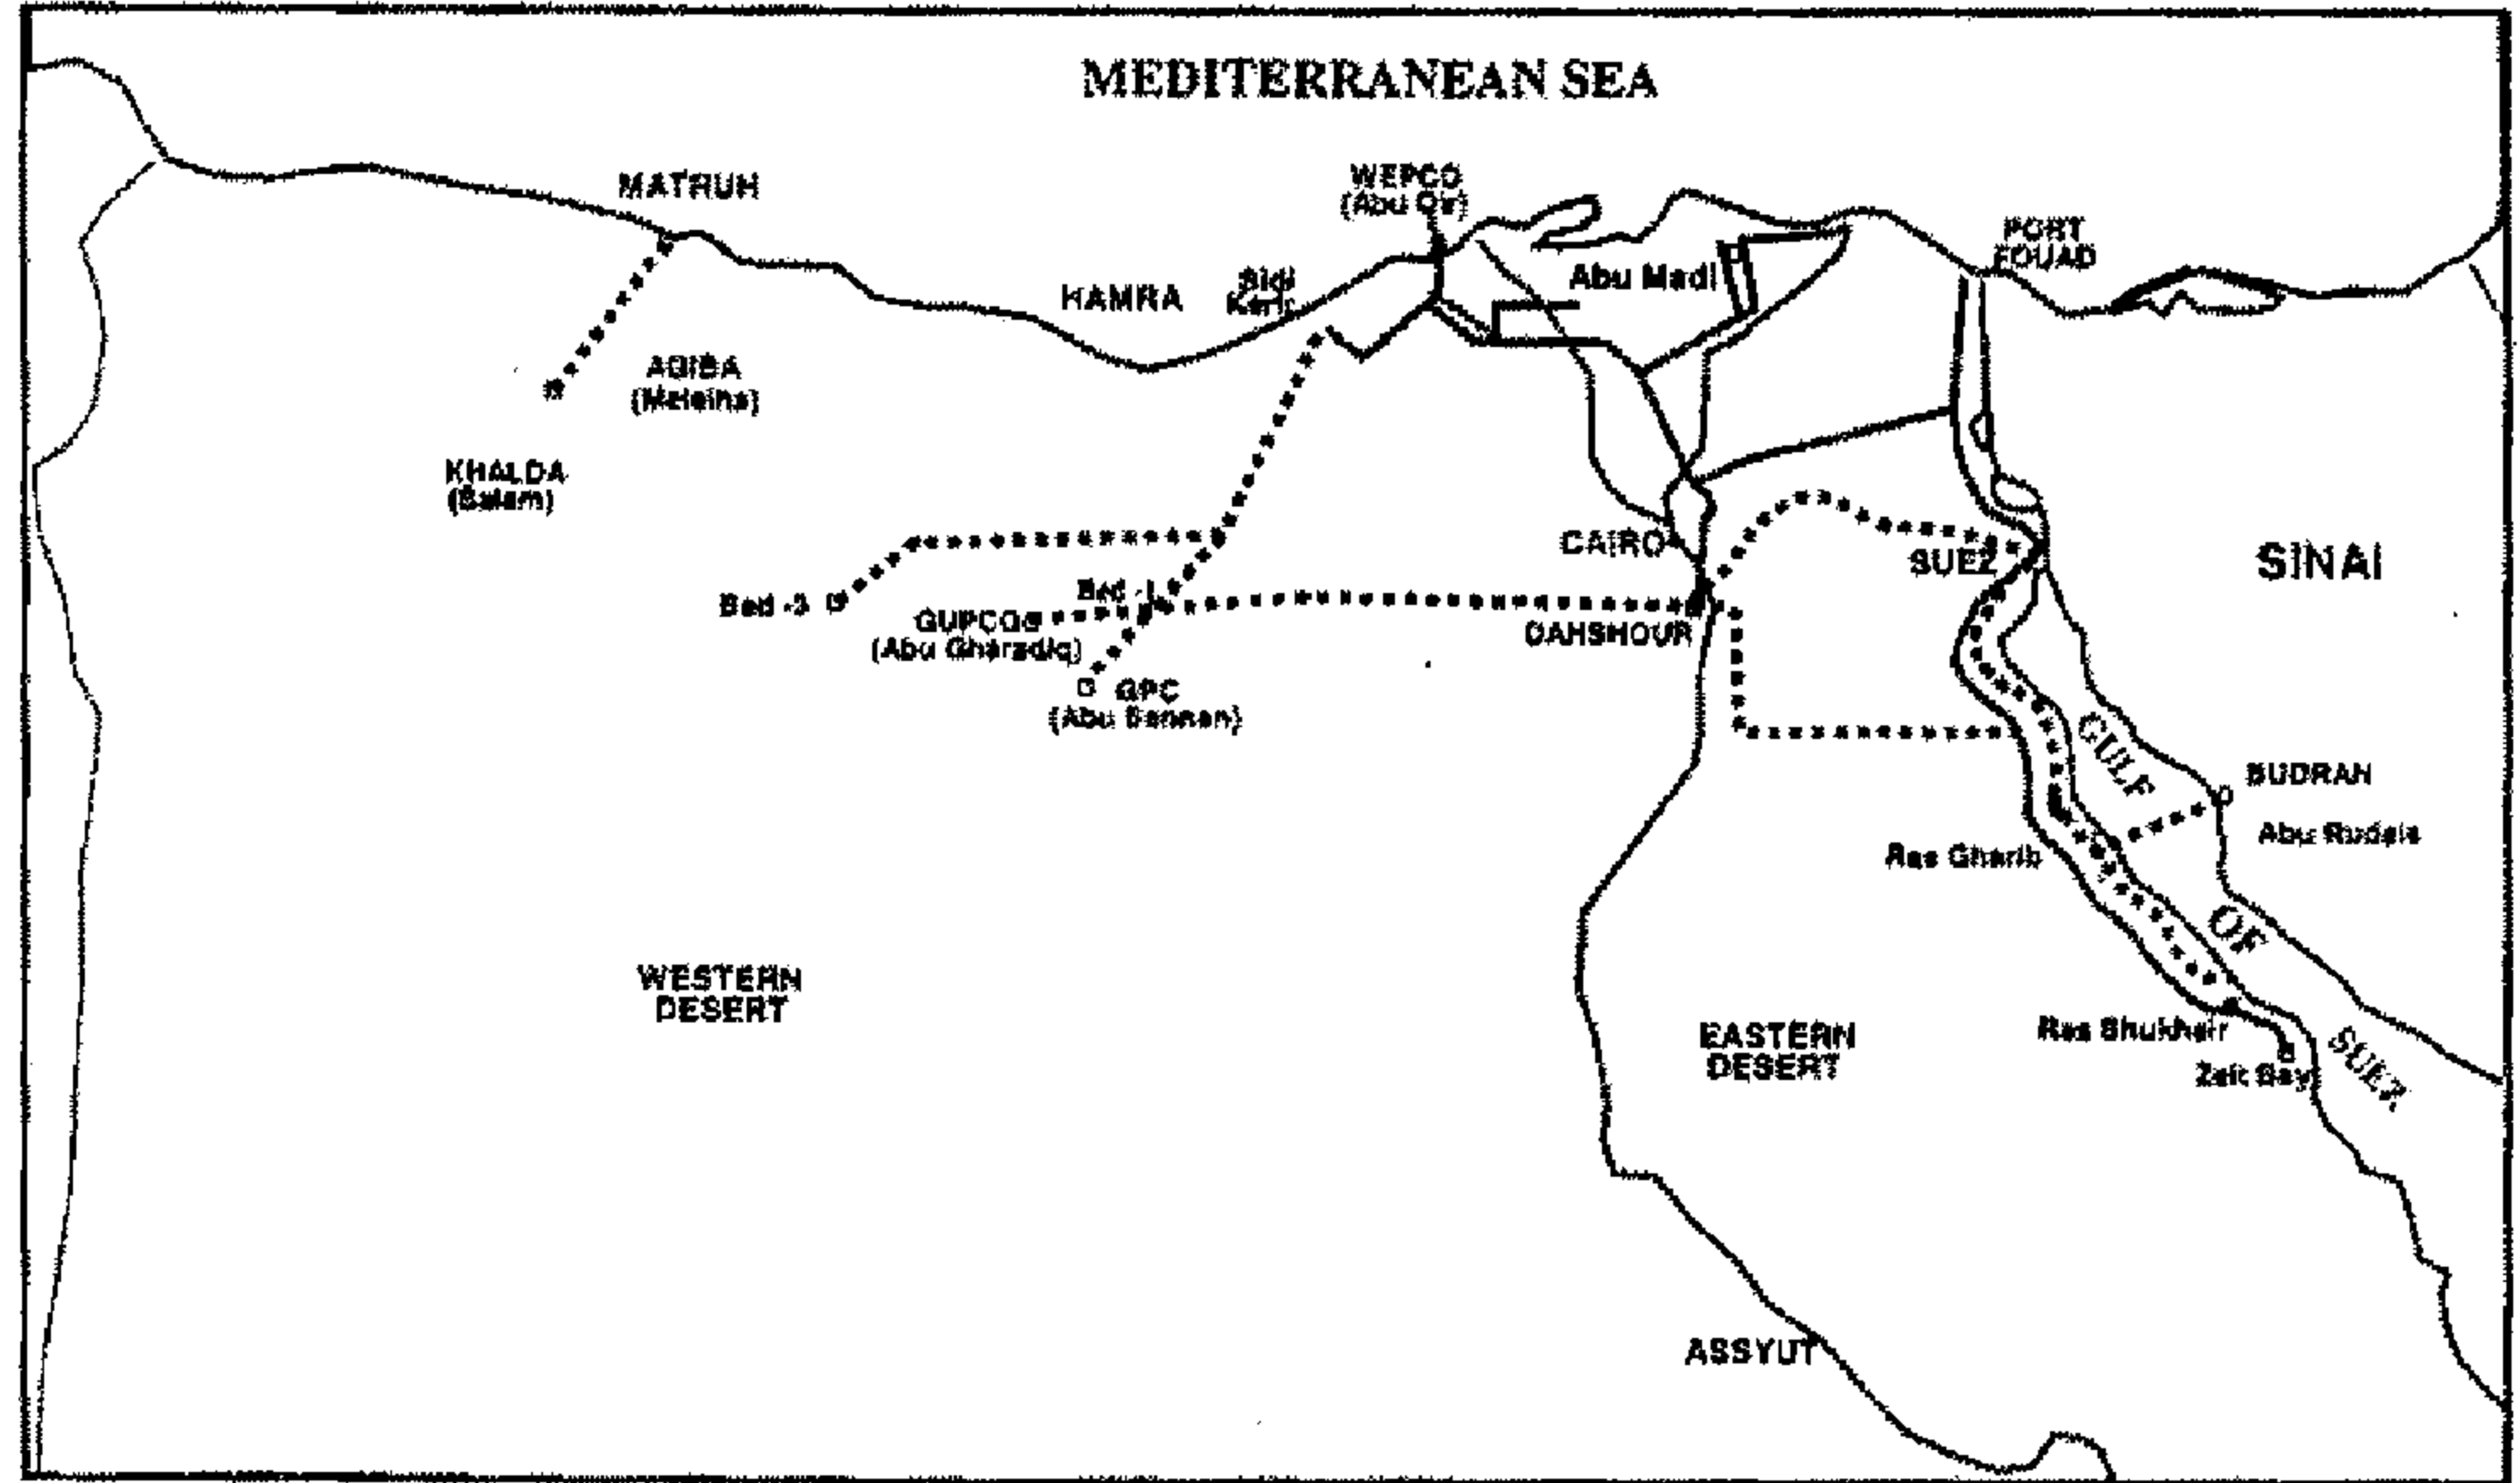 MEDITERRANEAN SEA
MATRUH
WEPCO
(Abu Qir)
PORT
FOUAD
Abu Madi
Sidi
Kerir
HAMRA
AGIBA
(Meleiha)
KHALDA
(Salam)
CAIRO
SUEZ
SINAI
Bed -3
Bed -1
GUPCO
(Abu Gharadiq)
DAHSHOUR
GPC
(Abu Sennan)
GULF
OF
SUEZ
BUDRAN
Abu Rudeis
Ras Gharib
WESTERN
DESERT
EASTERN
DESERT
Ras Shukheir
Zeit Bay
ASSYUT